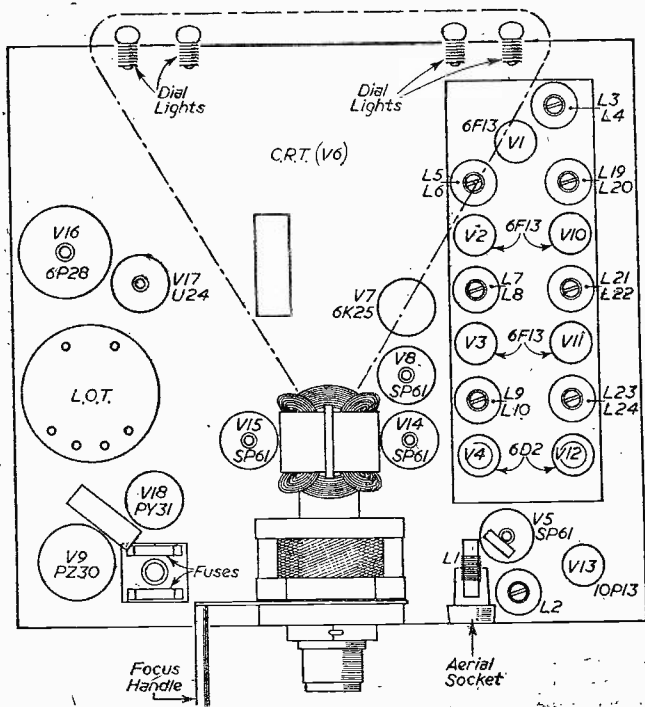 Dial
Lights
Dial
Lights
L3
L4
6F13
V1
C.R.T. (V6)
L5
L6
L19
L20
V16
6P28
V2
6F13
V10
V17
U24
V7
6K25
L7
L8
L21
L22
V3
6F13
V11
V8
SP61
L.O.T.
L9
L10
L23
L24
V15
SP61
V14
SP61
V4
6D2
V12
V18
PY31
V5
SP61
V9
PZ30
Fuses
L1
V13
10P13
L2
Focus
Handle
Aerial
Socket